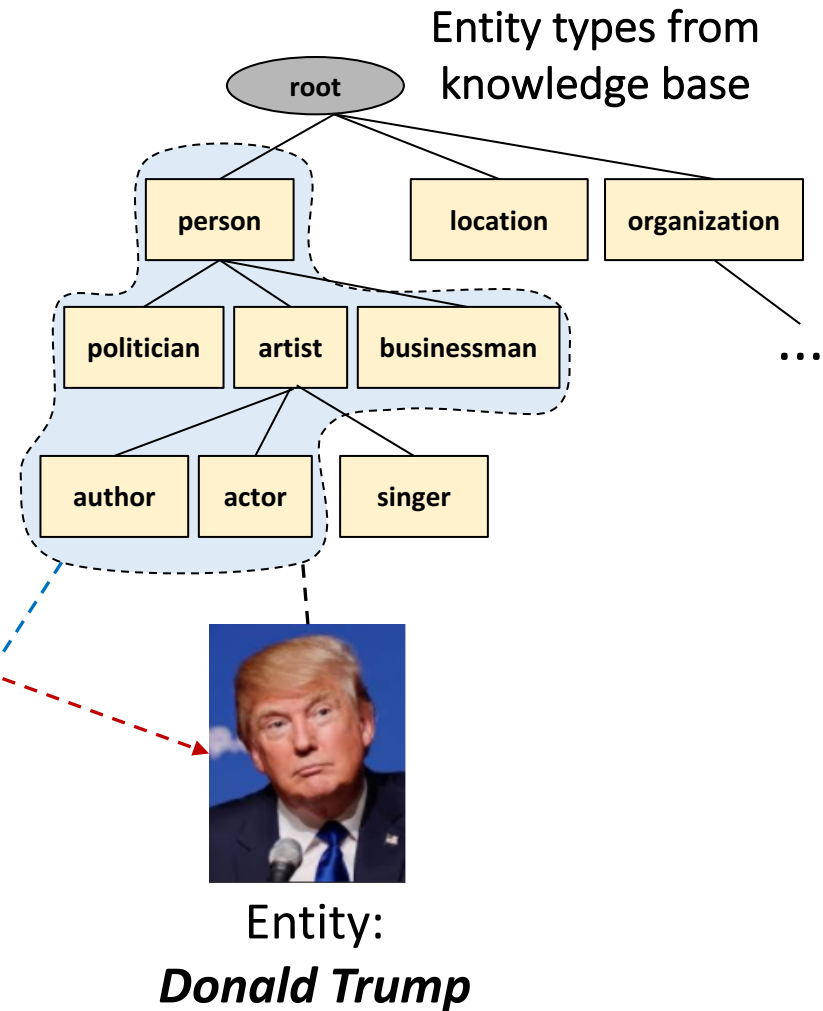 Entity types from
knowledge base
root
person
location
organization
politician
artist
businessman
...
author
actor
singer
Entity:
Donald Trump